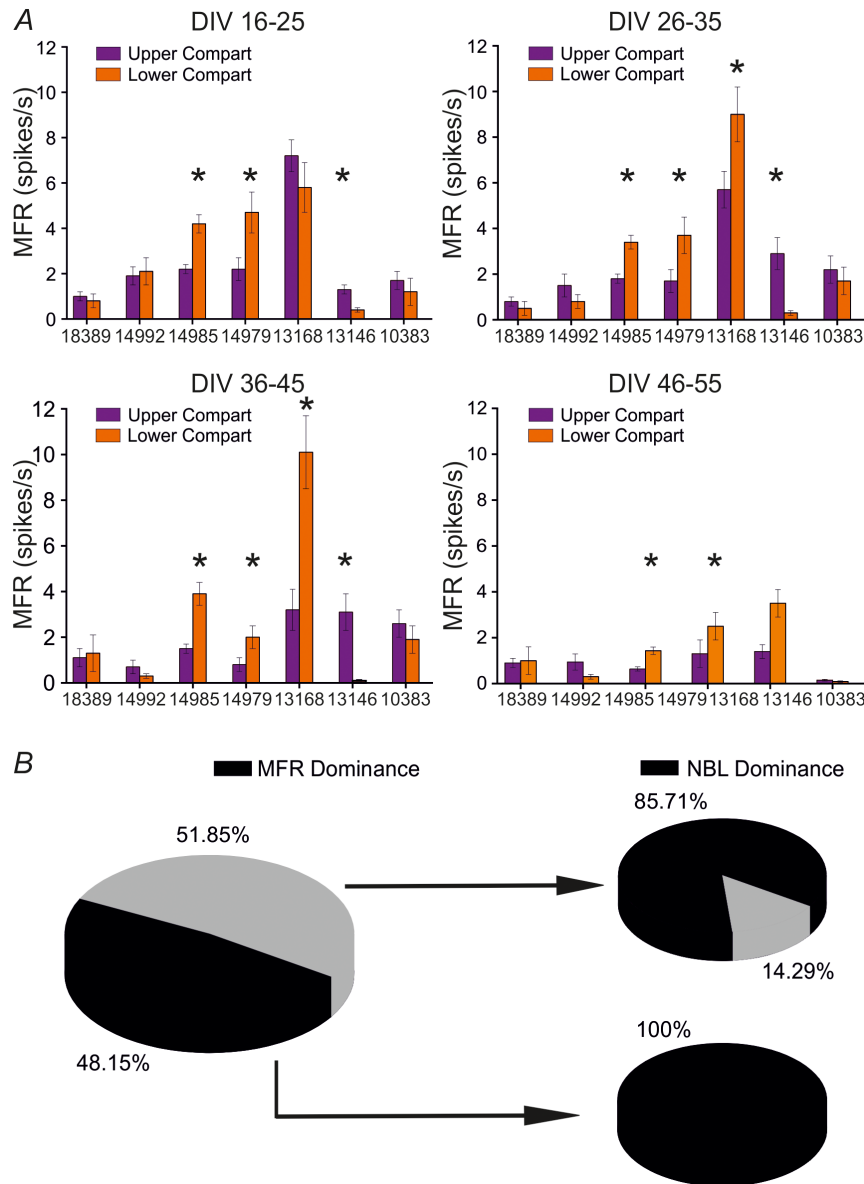 A
DIV 16-25
MFR (spikes/s)
12
10
8
6
4
2
0
Upper Compart
Lower Compart
*
*
*
18389 14992 14985 14979 13168 13146 10383
DIV 26-35
MFR (spikes/s)
12
10
8
6
4
2
0
Upper Compart
Lower Compart
*
*
*
*
18389 14992 14985 14979 13168 13146 10383
DIV 36-45
MFR (spikes/s)
12
10
8
6
4
2
0
Upper Compart
Lower Compart
*
*
*
*
18389 14992 14985 14979 13168 13146 10383
DIV 46-55
MFR (spikes/s)
12
10
8
6
4
2
0
Upper Compart
Lower Compart
*
*
18389 14992 14985 14979 13168 13146 10383
B
MFR Dominance
51.85%
48.15%
NBL Dominance
85.71%
14.29%
100%